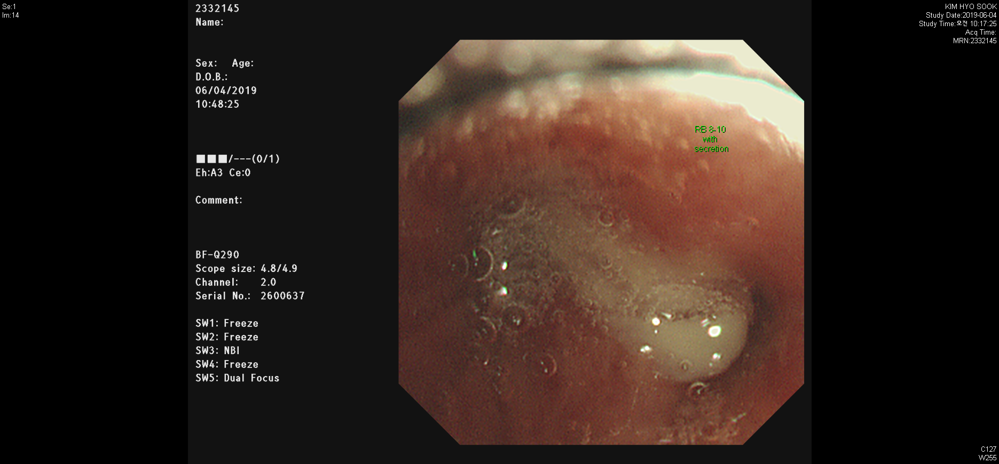 Se:1
Im:14
2332145
Name:
Sex: Age:
D.O.B.:
06/04/2019
10:48:25
■■■/---(0/1)
Eh:A3 Ce:0
Comment:
BF-Q290
Scope size: 4.8/4.9
Channel: 2.0
Serial No.: 2600637
SW1: Freeze
SW2: Freeze
SW3: NBI
SW4: Freeze
SW5: Dual Focus
RB 8-10
with
secretion
KIM HYO SOOK
Study Date:2019-06-04
Study Time:오전 10:17:25
Acq Time:
MRN:2332145
C127
W255